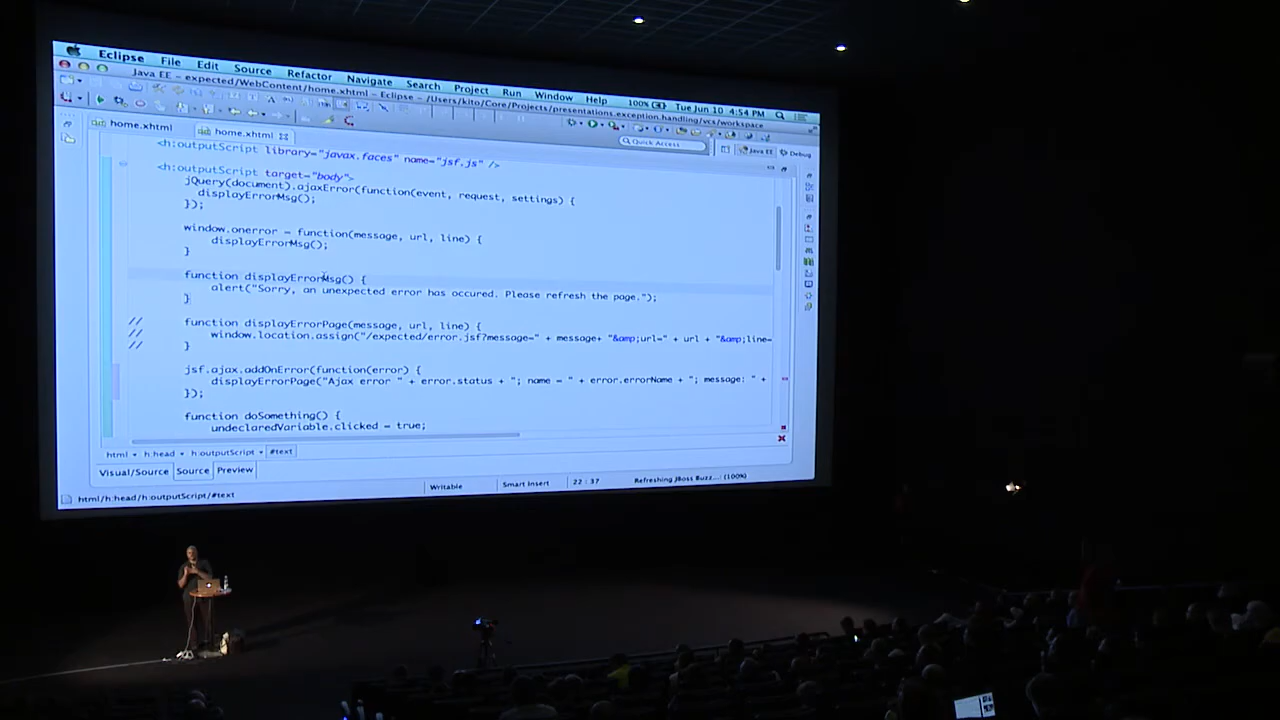 Eclipse File Edit Source Refactor Navigate Search Project Run Window Help 100% Tue Jun 10 4:54 PM
Java EE - expected/WebContent/home.xhtml - Eclipse - /Users/kito/Core/Projects/presentations.exception.handling/vcs/workspace
Quick Access Java EE Debug
home.xhtml home.xhtml
<h:outputScript library="javax.faces" name="jsf.js" />
<h:outputScript target="body">
jQuery(document).ajaxError(function(event, request, settings) {
displayErrorMsg();
});
window.onerror = function(message, url, line) {
displayErrorMsg();
}
function displayErrorMsg() {
alert("Sorry, an unexpected error has occured. Please refresh the page.");
}
// function displayErrorPage(message, url, line) {
// window.location.assign("/expected/error.jsf?message=" + message+ "&amp;url=" + url + "&amp;line=
// }
jsf.ajax.addOnError(function(error) {
displayErrorPage("Ajax error " + error.status + "; name = " + error.errorName + "; message: " +
});
function doSomething() {
undeclaredVariable.clicked = true;
html h:head h:outputScript #text
Visual/Source Source Preview
html/h:head/h:outputScript/#text Writable Smart Insert 22 : 37 Refreshing JBoss Buzz...: (100%)